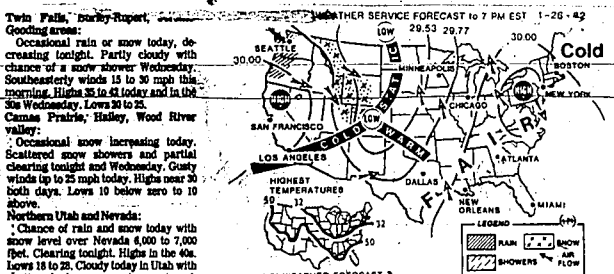 Twin Falls, Burley-Rupert,
Gooding areas:
Occasional rain or snow today, de-
creasing tonight. Partly cloudy with
chance of a snow shower Wednesday.
Southeasterly winds 15 to 30 mph this
morning. Highs 35 to 42 today and in the
30s Wednesday. Lows 20 to 25.
Camas Prairie, Hailey, Wood River
valley:
Occasional snow increasing today.
Scattered snow showers and partial
clearing tonight and Wednesday. Gusty
winds up to 25 mph today. Highs near 30
both days. Lows 10 below zero to 10
above.
Northern Utah and Nevada:
Chance of rain and snow today with
snow level over Nevada 6,000 to 7,000
feet. Clearing tonight. Highs in the 40s.
Lows 18 to 28. Cloudy today in Utah with
WEATHER SERVICE FORECAST to 7 PM EST 1-26-82
30.00
SEATTLE
LOW
29.53
29.77
30.00
Cold
MINNEAPOLIS
BOSTON
HIGH
NEW YORK
CHICAGO
SAN FRANCISCO
LOW
STAT
COLD
WARM
LOS ANGELES
FAIR
ATLANTA
DALLAS
NEW
ORLEANS
MIAMI
HIGHEST
TEMPERATURES
50
32
32
50
LEGEND
RAIN
SNOW
SHOWERS
AIR
FLOW